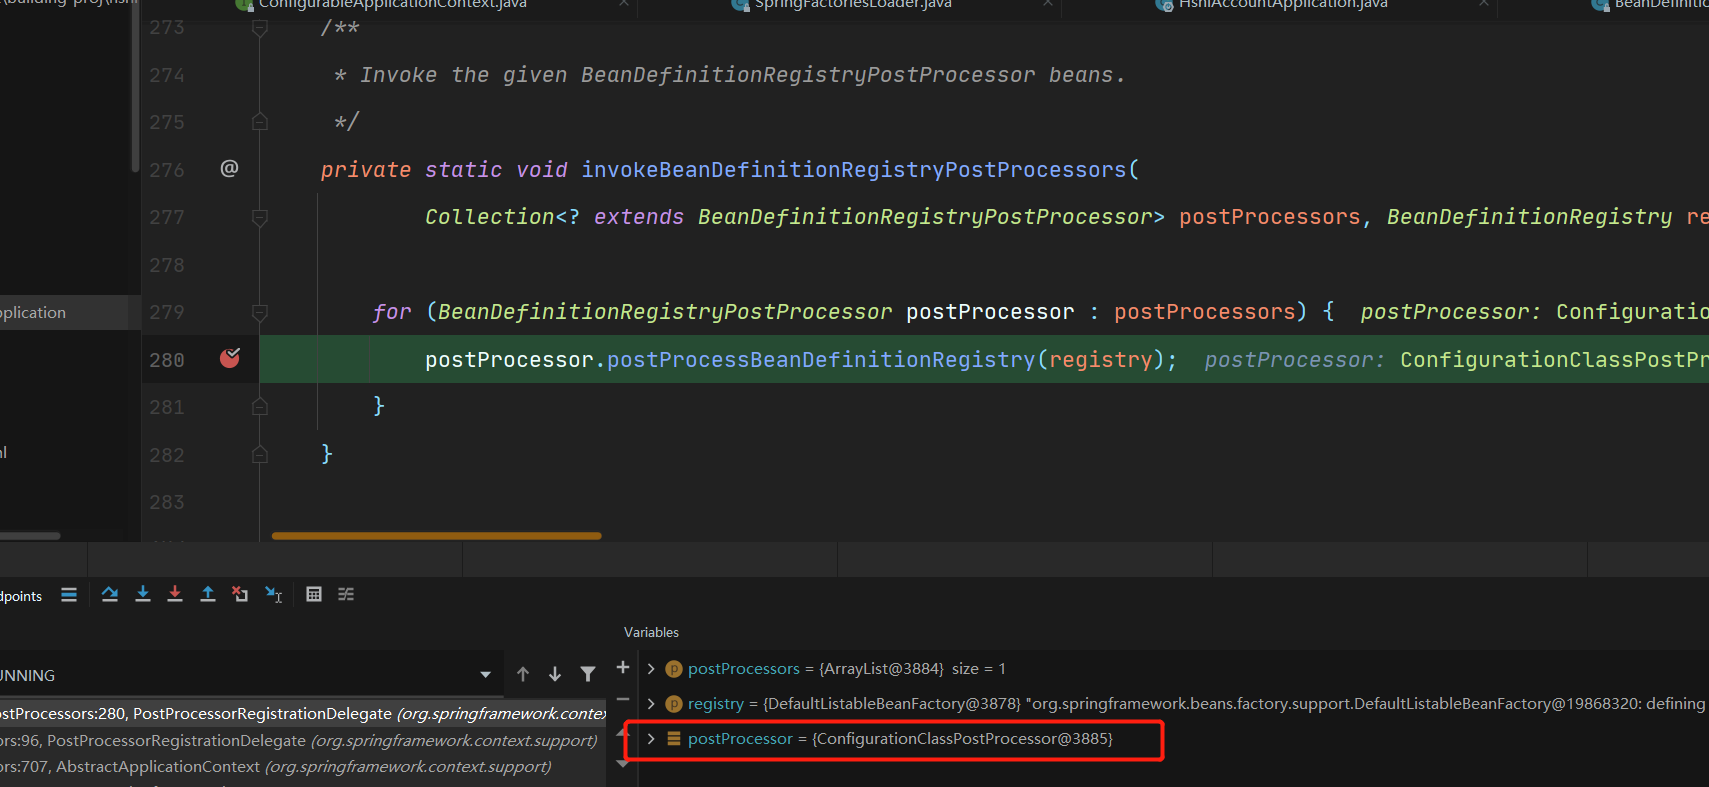 ConfigurableApplicationContext.java SpringFactoriesLoader.java HsniAccountApplication.java
273 /**
274 * Invoke the given BeanDefinitionRegistryPostProcessor beans.
275 */
276 @ private static void invokeBeanDefinitionRegistryPostProcessors(
277 Collection<? extends BeanDefinitionRegistryPostProcessor> postProcessors, BeanDefinitionRegistry re
278
279 for (BeanDefinitionRegistryPostProcessor postProcessor : postProcessors) { postProcessor: Configuratio
280 postProcessor.postProcessBeanDefinitionRegistry(registry); postProcessor: ConfigurationClassPostPr
281 }
282 }
283
plication
nl
dpoints
Variables
UNNING
postProcessors = {ArrayList@3884} size = 1
registry = {DefaultListableBeanFactory@3878} "org.springframework.beans.factory.support.DefaultListableBeanFactory@19868320: defining
postProcessor = {ConfigurationClassPostProcessor@3885}
ostProcessors:280, PostProcessorRegistrationDelegate (org.springframework.contex
ors:96, PostProcessorRegistrationDelegate (org.springframework.context.support)
ors:707, AbstractApplicationContext (org.springframework.context.support)